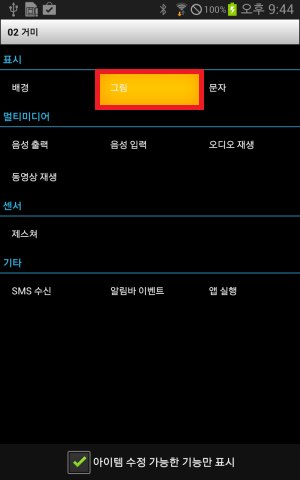 100% 오후 9:44
02 거미
표시
배경 그림 문자
멀티미디어
음성 출력 음성 입력 오디오 재생
동영상 재생
센서
제스쳐
기타
SMS 수신 알림바 이벤트 앱 실행
아이템 수정 가능한 기능만 표시